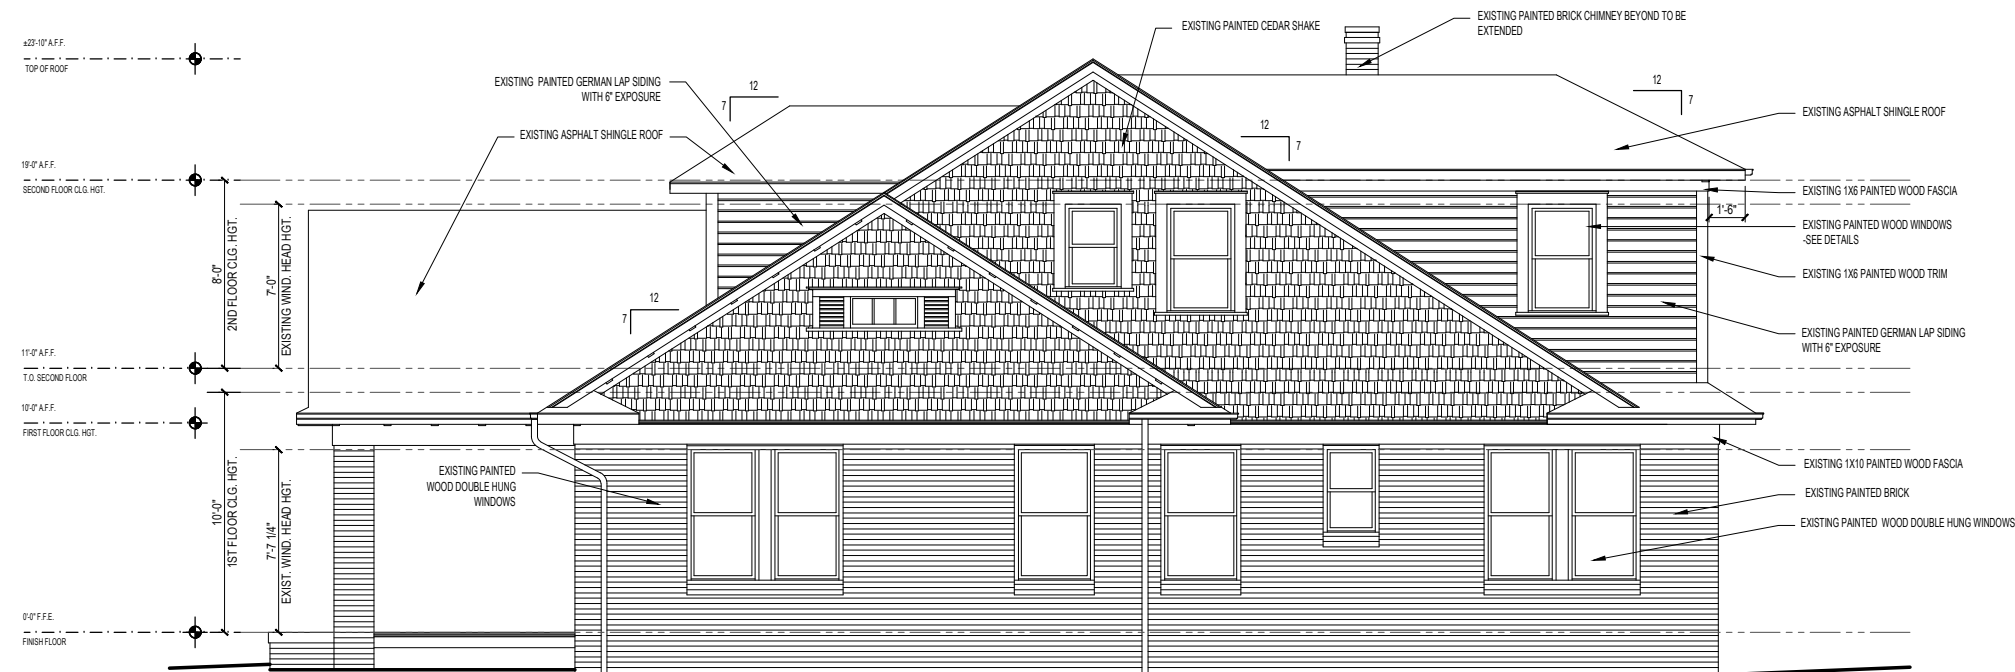 ±23'-10" A.F.F.
TOP OF ROOF
19'-0" A.F.F.
SECOND FLOOR CLG. HGT.
11'-0" A.F.F.
T.O. SECOND FLOOR
10'-0" A.F.F.
FIRST FLOOR CLG. HGT.
0'-0" F.F.E.
FINISH FLOOR
8'-0"
2ND FLOOR CLG. HGT.
7'-0"
EXISTING WIND. HEAD HGT.
10'-0"
1ST FLOOR CLG. HGT.
7'-7 1/4"
EXIST. WIND. HEAD HGT.
EXISTING PAINTED GERMAN LAP SIDING
WITH 6" EXPOSURE
EXISTING ASPHALT SHINGLE ROOF
12
7
12
7
EXISTING PAINTED
WOOD DOUBLE HUNG
WINDOWS
EXISTING PAINTED CEDAR SHAKE
12
7
EXISTING PAINTED BRICK CHIMNEY BEYOND TO BE
EXTENDED
12
7
EXISTING ASPHALT SHINGLE ROOF
EXISTING 1X6 PAINTED WOOD FASCIA
1'-6"
EXISTING PAINTED WOOD WINDOWS
-SEE DETAILS
EXISTING 1X6 PAINTED WOOD TRIM
EXISTING PAINTED GERMAN LAP SIDING
WITH 6" EXPOSURE
EXISTING 1X10 PAINTED WOOD FASCIA
EXISTING PAINTED BRICK
EXISTING PAINTED WOOD DOUBLE HUNG WINDOWS